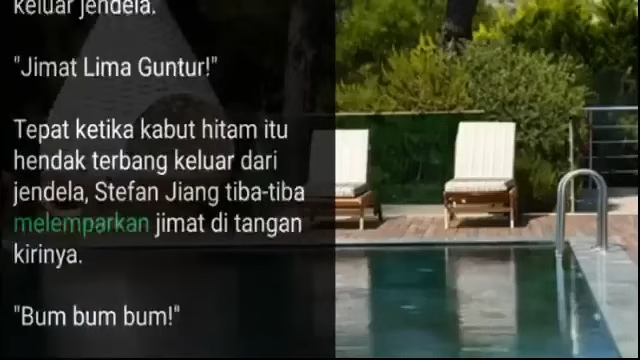 keluar jendela.
"Jimat Lima Guntur!"
Tepat ketika kabut hitam itu
hendak terbang keluar dari
jendela, Stefan Jiang tiba-tiba
melemparkan jimat di tangan
kirinya.
"Bum bum bum!"